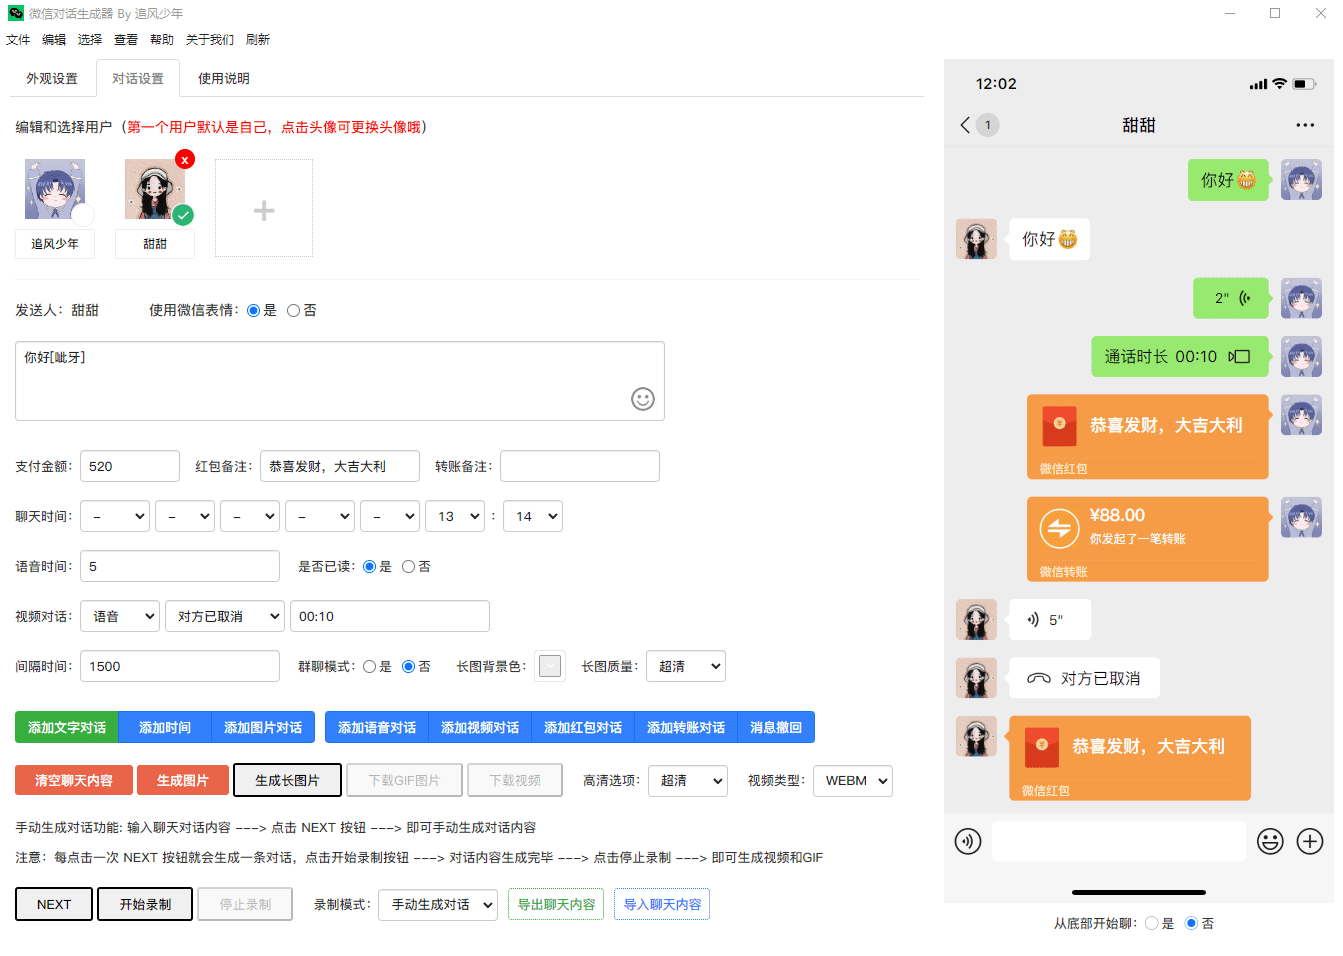 微信对话生成器 By 追风少年
文件 编辑 选择 查看 帮助 关于我们 刷新
外观设置 对话设置 使用说明
编辑和选择用户（第一个用户默认是自己，点击头像可更换头像哦）
x
追风少年 甜甜
发送人：甜甜 使用微信表情：是 否
你好[呲牙]
支付金额：520 红包备注：恭喜发财，大吉大利 转账备注：
聊天时间：– – – – – 13 : 14
语音时间：5 是否已读：是 否
视频对话：语音 对方已取消 00:10
间隔时间：1500 群聊模式：是 否 长图背景色： 长图质量：超清
添加文字对话 添加时间 添加图片对话 添加语音对话 添加视频对话 添加红包对话 添加转账对话 消息撤回
清空聊天内容 生成图片 生成长图片 下载GIF图片 下载视频 高清选项：超清 视频类型：WEBM
手动生成对话功能: 输入聊天对话内容 ---> 点击 NEXT 按钮 ---> 即可手动生成对话内容
注意：每点击一次 NEXT 按钮就会生成一条对话，点击开始录制按钮 ---> 对话内容生成完毕 ---> 点击停止录制 ---> 即可生成视频和GIF
NEXT 开始录制 停止录制 录制模式：手动生成对话 导出聊天内容 导入聊天内容
12:02
1 甜甜
你好
你好
2"
通话时长 00:10
恭喜发财，大吉大利
微信红包
¥88.00
你发起了一笔转账
微信转账
5"
对方已取消
恭喜发财，大吉大利
微信红包
从底部开始聊：是 否